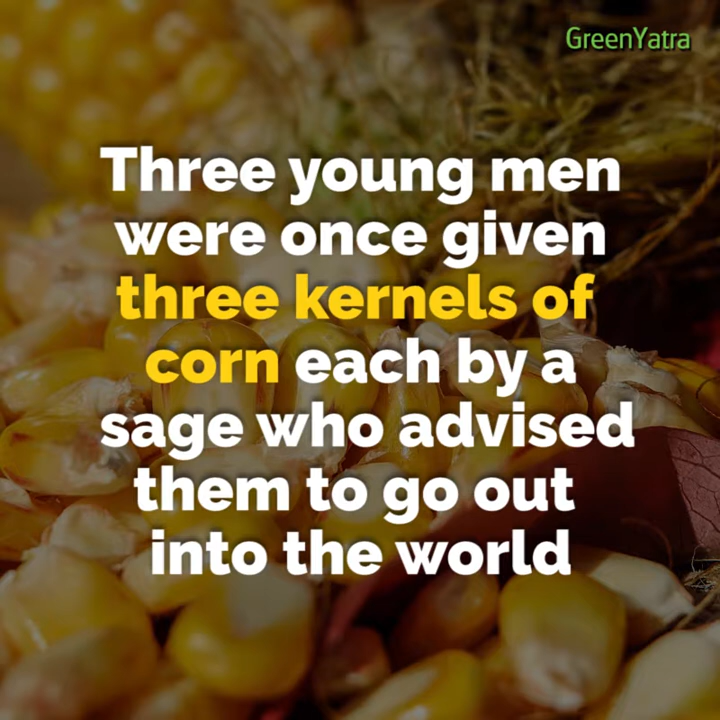 GreenYatra
Three young men
were once given
three kernels of
corn each by a
sage who advised
them to go out
into the world